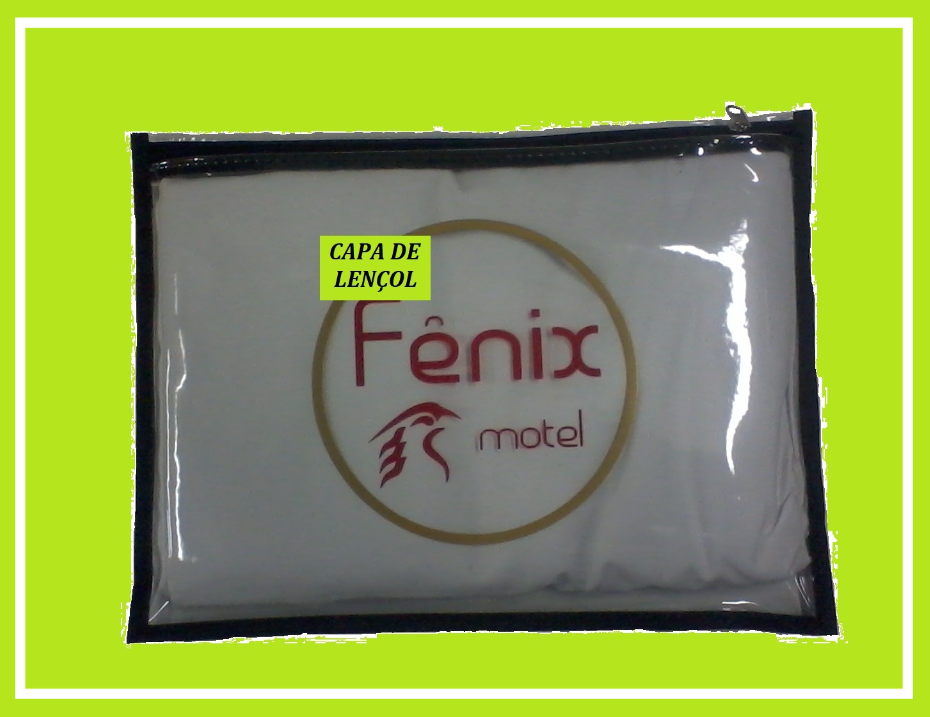 CAPA DE
LENÇOL
Fênix
motel